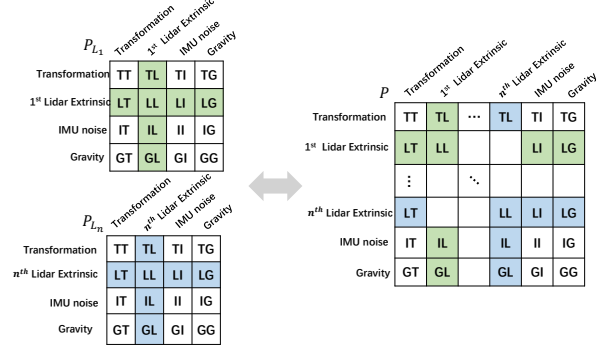 P_{L_1}
Transformation
1st Lidar Extrinsic
IMU noise
Gravity
Transformation TT TL TI TG
1st Lidar Extrinsic LT LL LI LG
IMU noise IT IL II IG
Gravity GT GL GI GG
P_{L_n}
Transformation
nth Lidar Extrinsic
IMU noise
Gravity
Transformation TT TL TI TG
nth Lidar Extrinsic LT LL LI LG
IMU noise IT IL II IG
Gravity GT GL GI GG
P
Transformation
1st Lidar Extrinsic
nth Lidar Extrinsic
IMU noise
Gravity
Transformation TT TL ⋯ TL TI TG
1st Lidar Extrinsic LT LL LI LG
⋮ ⋱
nth Lidar Extrinsic LT LL LI LG
IMU noise IT IL IL II IG
Gravity GT GL GL GI GG